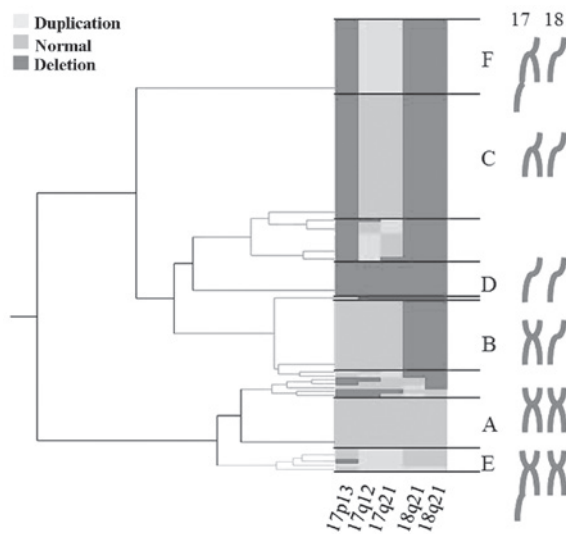 Duplication
Normal
Deletion
17 18
F
C
D
B
A
E
17p13
17q12
17q21
18q21
18q21